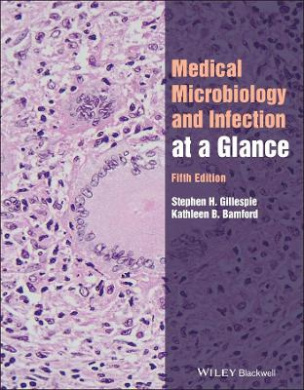 Medical
Microbiology
and Infection
at a Glance
Fifth Edition
Stephen H. Gillespie
Kathleen B. Bamford
WILEY Blackwell